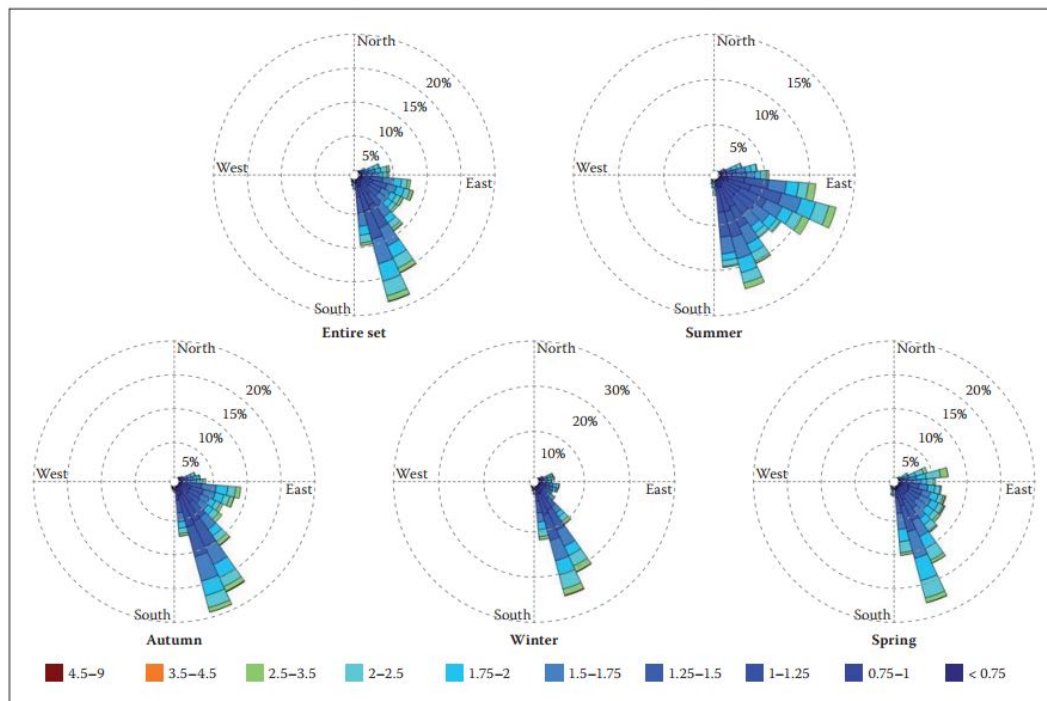 North
20%
15%
10%
5%
West
East
South
Entire set
North
15%
10%
5%
West
East
South
Summer
North
20%
15%
10%
5%
West
East
South
Autumn
North
30%
20%
10%
West
East
South
Winter
North
20%
15%
10%
5%
West
East
South
Spring
4.5–9 3.5–4.5 2.5–3.5 2–2.5 1.75–2 1.5–1.75 1.25–1.5 1–1.25 0.75–1 < 0.75